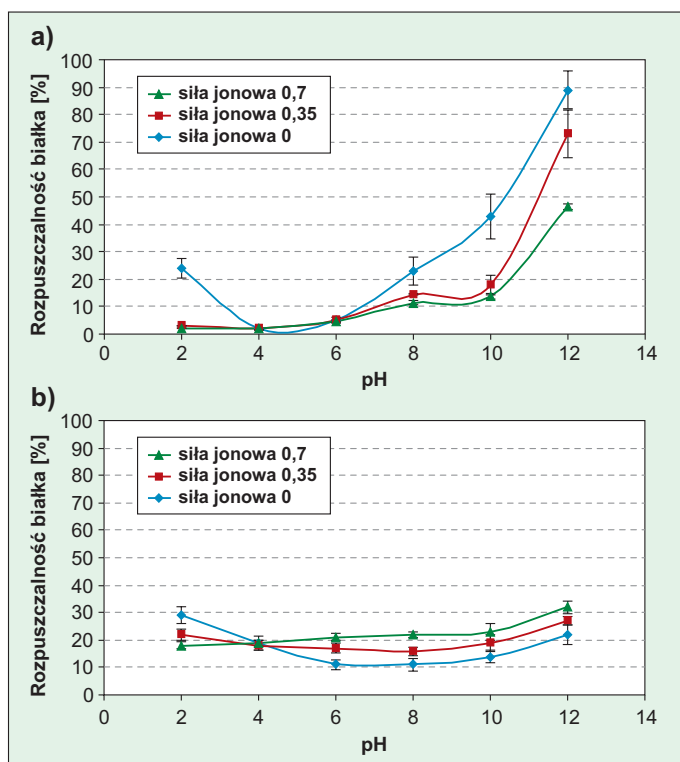 a)
Rozpuszczalność białka [%]
100
90
80
70
60
50
40
30
20
10
0
siła jonowa 0,7
siła jonowa 0,35
siła jonowa 0
0 2 4 6 8 10 12 14
pH
b)
Rozpuszczalność białka [%]
100
90
80
70
60
50
40
30
20
10
0
siła jonowa 0,7
siła jonowa 0,35
siła jonowa 0
0 2 4 6 8 10 12 14
pH